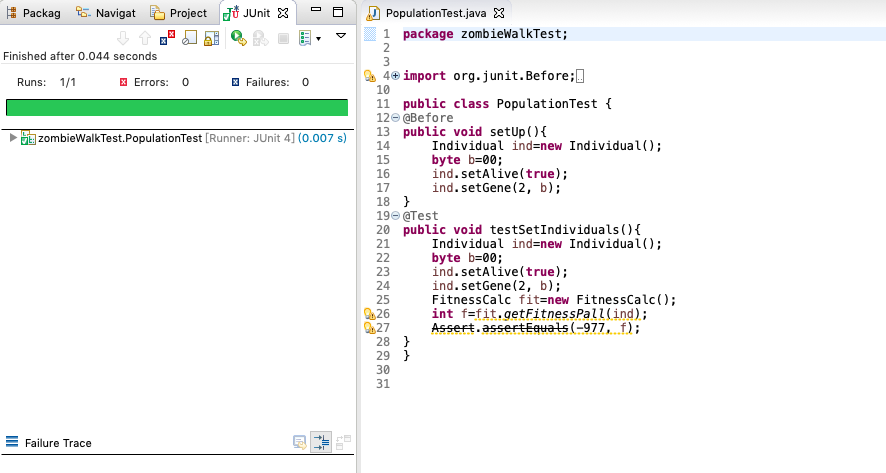 Packag Navigat Project JUnit
Finished after 0.044 seconds
Runs: 1/1 Errors: 0 Failures: 0
zombieWalkTest.PopulationTest [Runner: JUnit 4] (0.007 s)
Failure Trace
PopulationTest.java
1 package zombieWalkTest;
2
3
4 import org.junit.Before;
10
11 public class PopulationTest {
12 @Before
13 public void setUp(){
14 Individual ind=new Individual();
15 byte b=00;
16 ind.setAlive(true);
17 ind.setGene(2, b);
18 }
19 @Test
20 public void testSetIndividuals(){
21 Individual ind=new Individual();
22 byte b=00;
23 ind.setAlive(true);
24 ind.setGene(2, b);
25 FitnessCalc fit=new FitnessCalc();
26 int f=fit.getFitnessPall(ind);
27 Assert.assertEquals(-977, f);
28 }
29 }
30
31